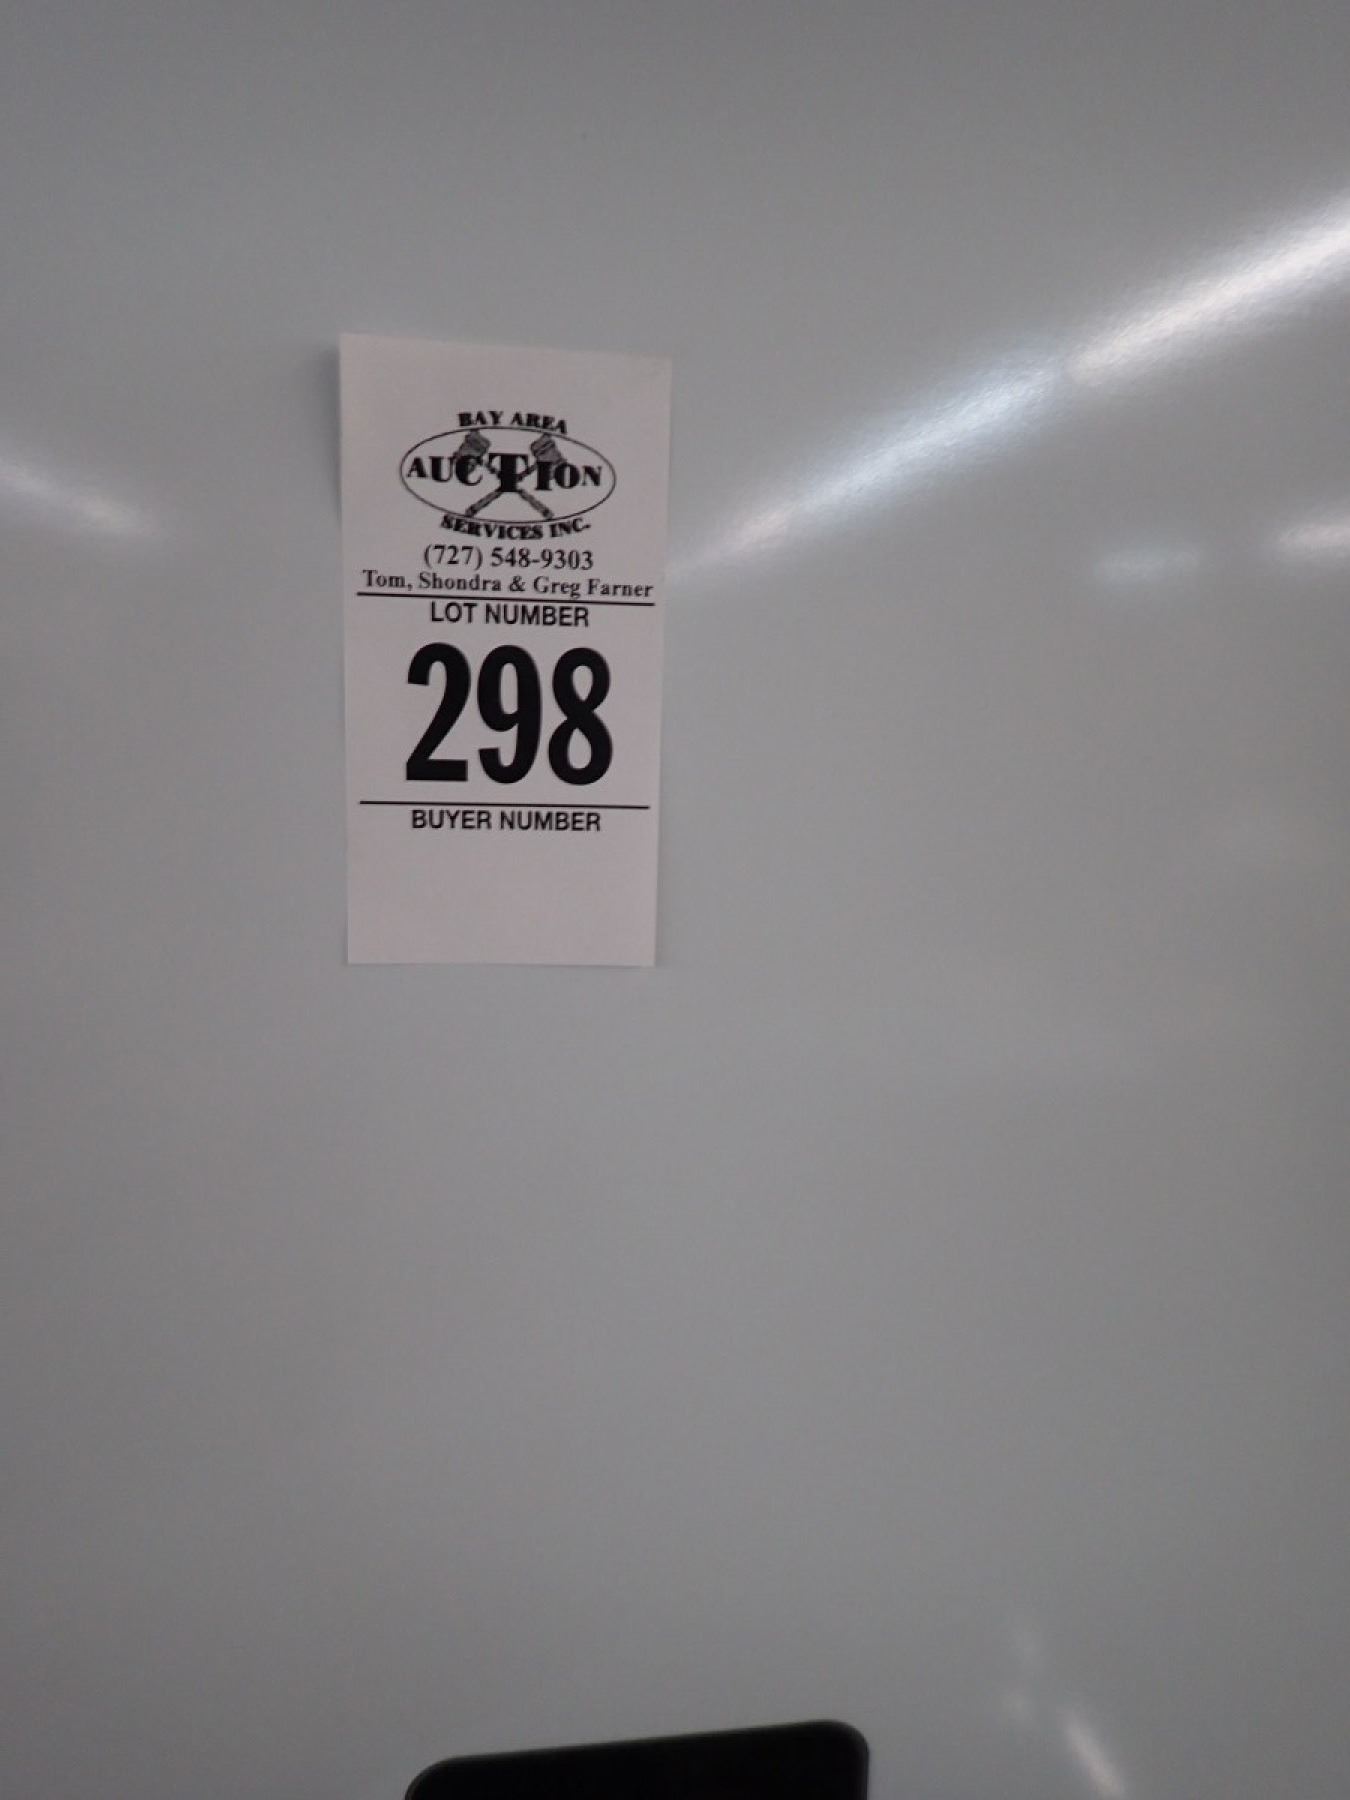 BAY AREA
AUCTION
SERVICES INC.
(727) 548-9303
Tom, Shondra & Greg Farner
LOT NUMBER
298
BUYER NUMBER